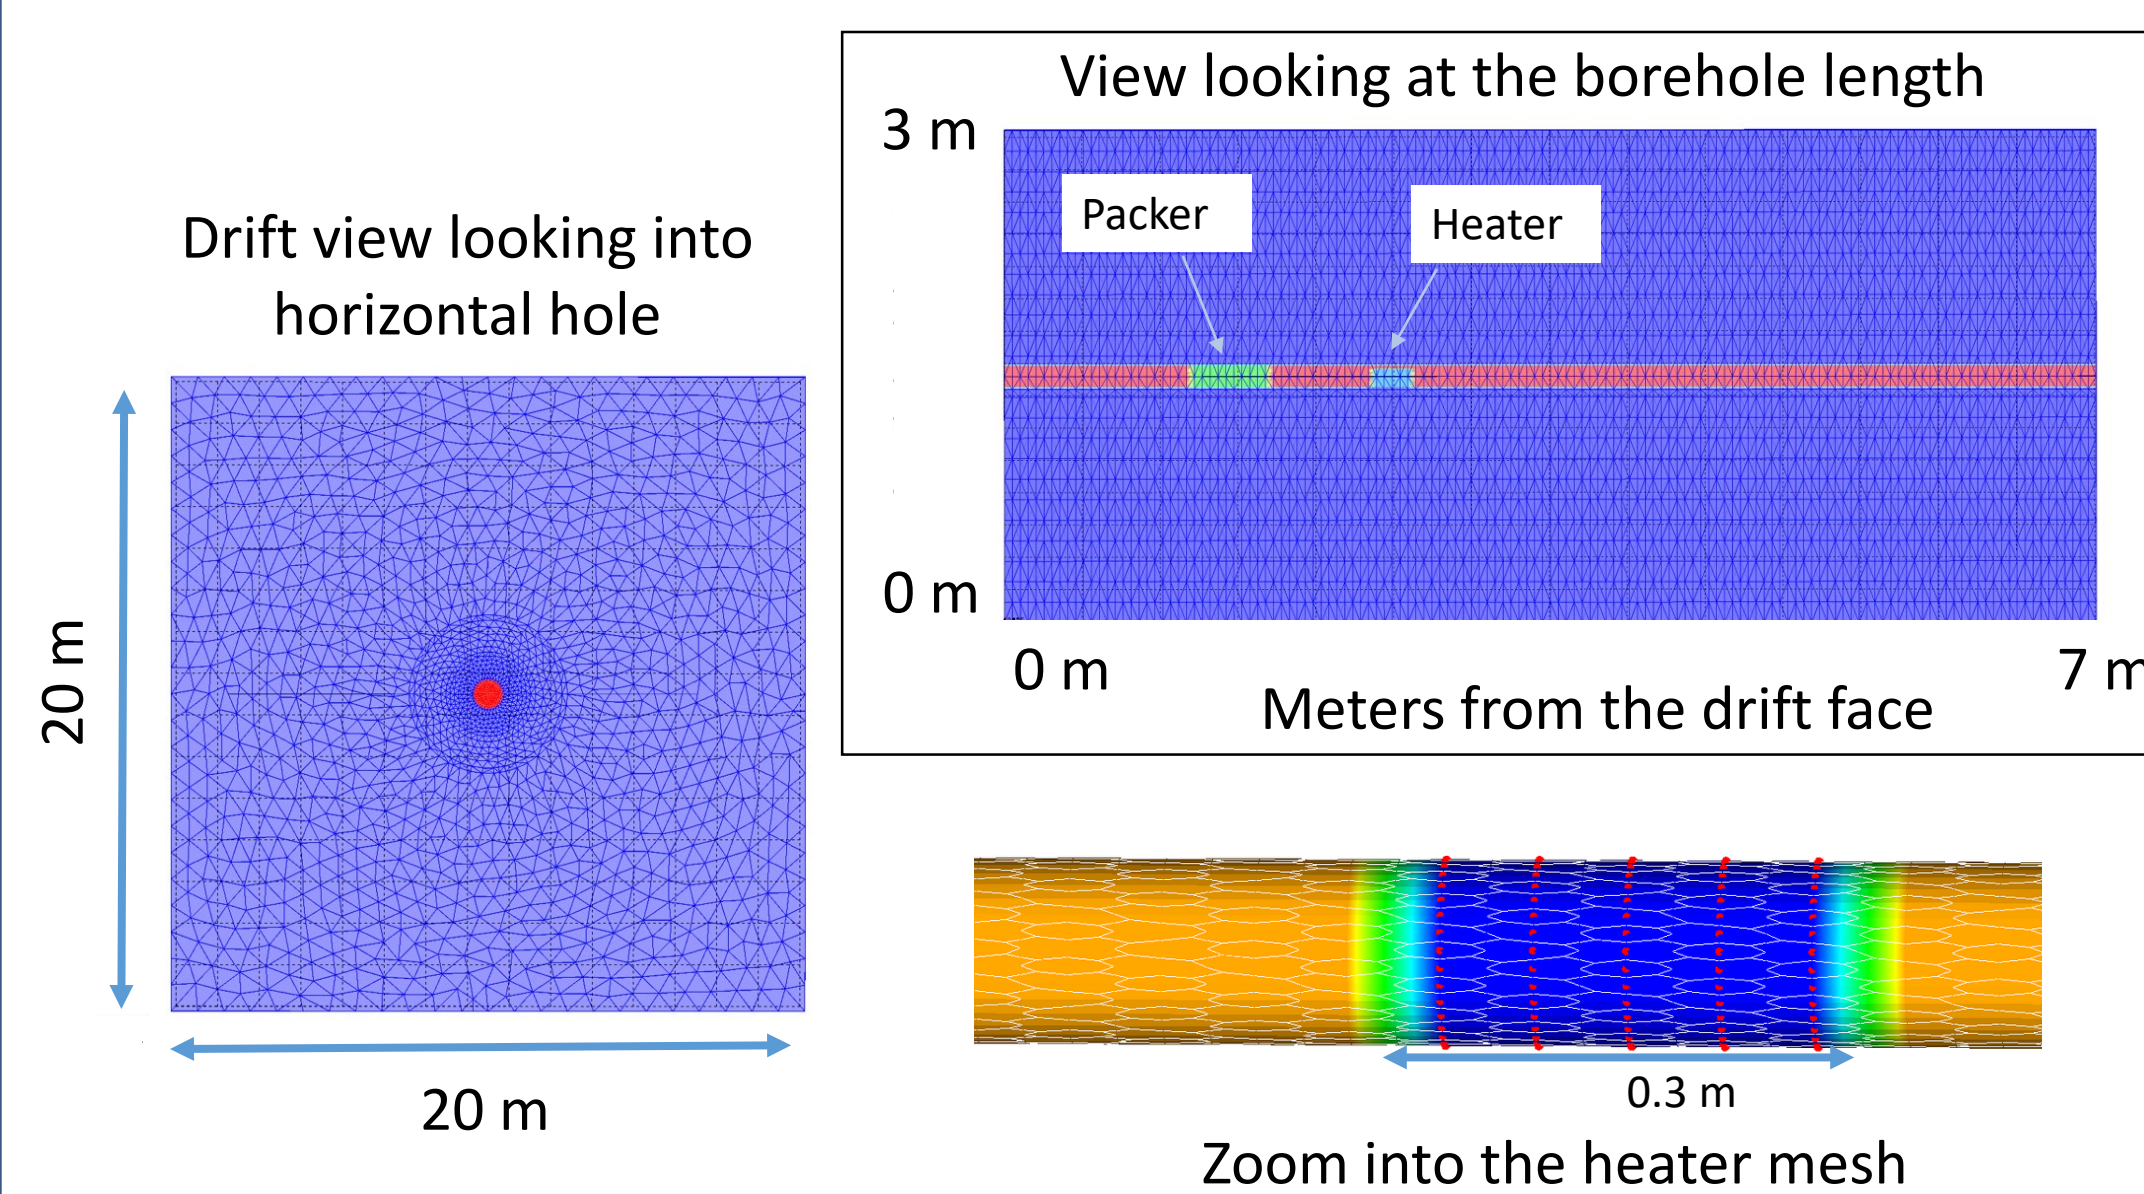 View looking at the borehole length
3 m
Packer
Heater
0 m
0 m
7 m
Meters from the drift face
Drift view looking into
horizontal hole
20 m
20 m
0.3 m
Zoom into the heater mesh